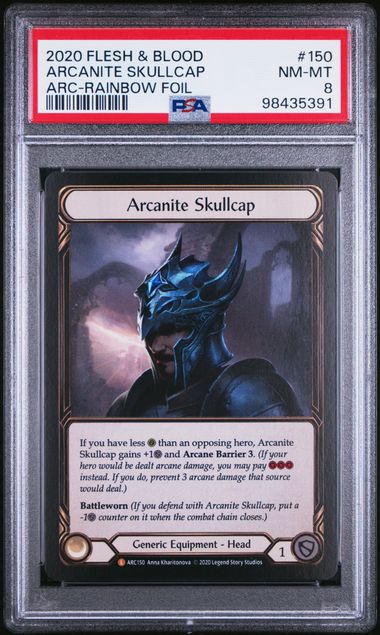 2020 FLESH & BLOOD #150
ARCANITE SKULLCAP NM-MT
ARC-RAINBOW FOIL 8
PSA 98435391
Arcanite Skullcap
If you have less than an opposing hero, Arcanite
Skullcap gains +1 and Arcane Barrier 3. (If your
hero would be dealt arcane damage, you may pay
instead. If you do, prevent 3 arcane damage that source
would deal.)
Battleworn (If you defend with Arcanite Skullcap, put a
-1 counter on it when the combat chain closes.)
Generic Equipment - Head
1
L ARC150 Anna Kharitonova © 2020 Legend Story Studios